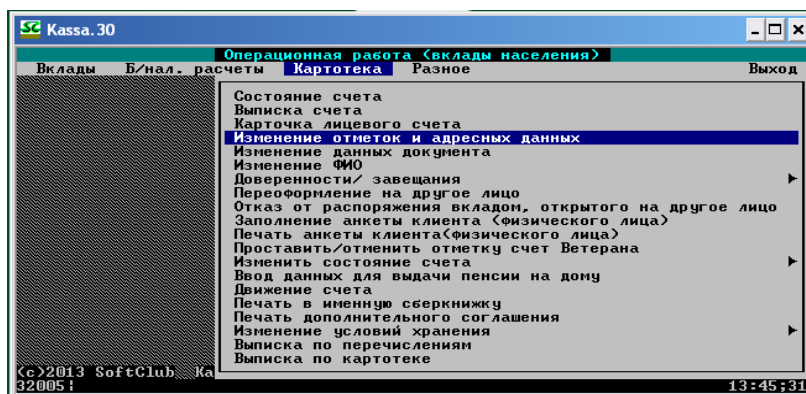 SC Kassa.30
Операционная работа (вклады населения)
Вклады Б/нал. расчеты Картотека Разное Выход
Состояние счета
Выписка счета
Карточка лицевого счета
Изменение отметок и адресных данных
Изменение данных документа
Изменение ФИО
Доверенности/ завещания
Переоформление на другое лицо
Отказ от распоряжения вкладом, открытого на другое лицо
Заполнение анкеты клиента (физического лица)
Печать анкеты клиента(физического лица)
Проставить/отменить отметку счет Ветерана
Изменить состояние счета
Ввод данных для выдачи пенсии на дому
Движение счета
Печать в именную сберкнижку
Печать дополнительного соглашения
Изменение условий хранения
Выписка по перечислениям
Выписка по картотеке
(c)2013 SoftClub Ka
32005¦ 13:45;31